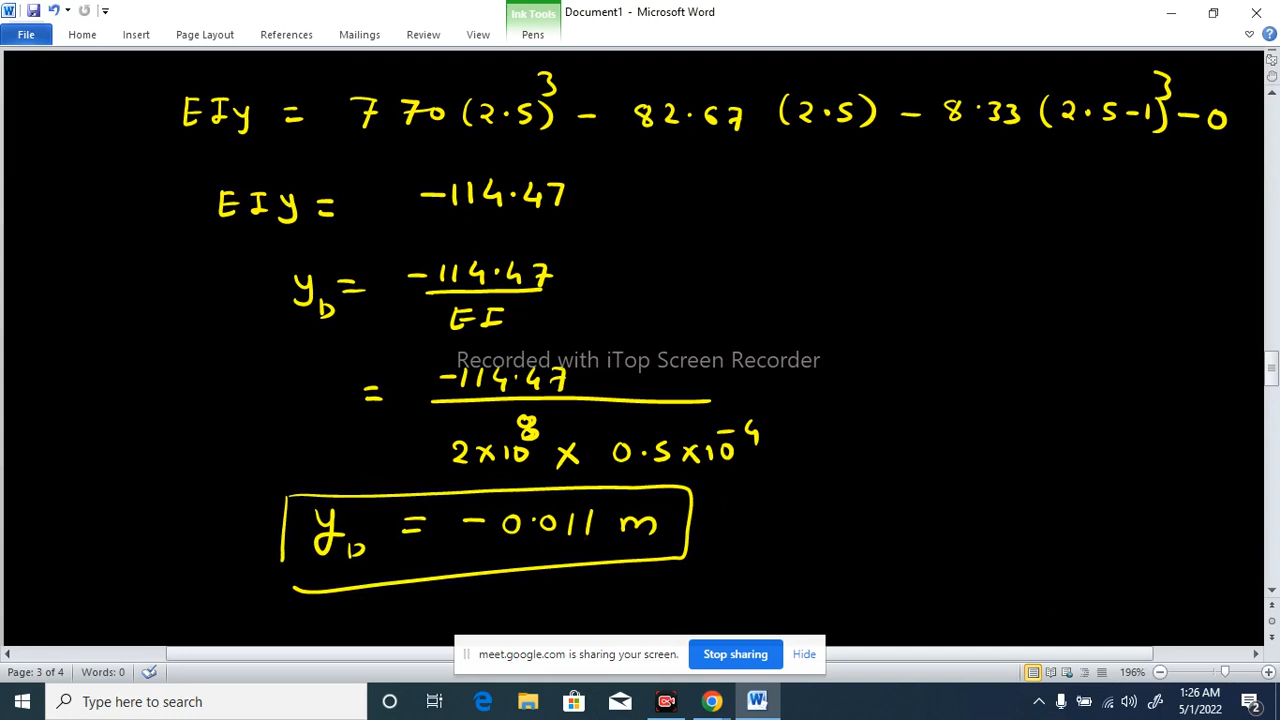 Ink Tools Document1 - Microsoft Word
File Home Insert Page Layout References Mailings Review View Pens
EIy = 7 70 (2.5)³ - 82.67 (2.5) - 8.33 (2.5-1)³ - 0
EIy = -114.47
y_D = -114.47 / EI
Recorded with iTop Screen Recorder
= -114.47 / 2×10⁸ × 0.5×10⁻⁴
y_D = -0.011 m
meet.google.com is sharing your screen. Stop sharing Hide
Page: 3 of 4 Words: 0 196%
Type here to search
1:26 AM
5/1/2022
2